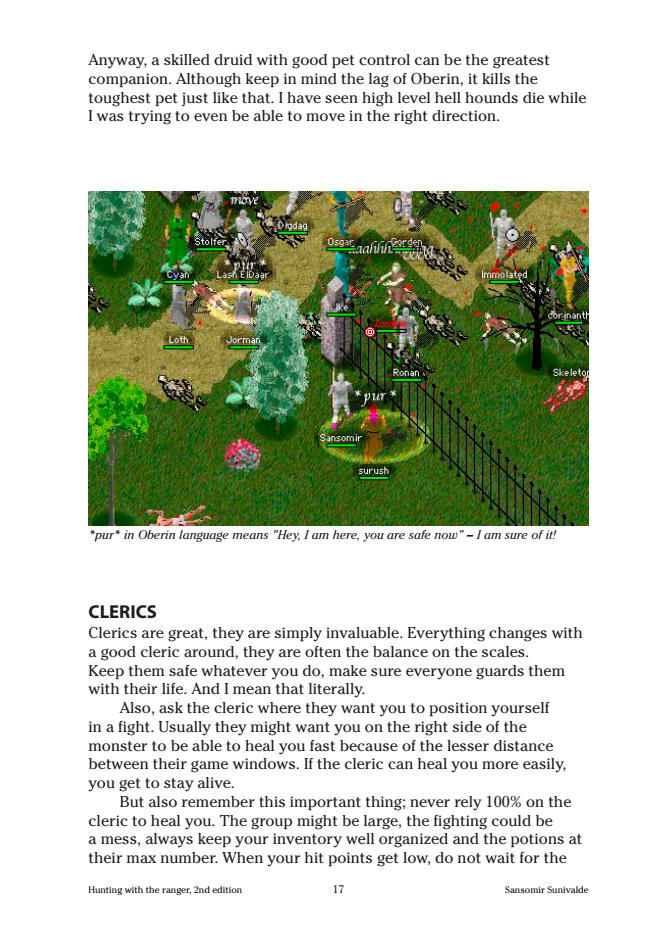 Anyway, a skilled druid with good pet control can be the greatest
companion. Although keep in mind the lag of Oberin, it kills the
toughest pet just like that. I have seen high level hell hounds die while
I was trying to even be able to move in the right direction.
move
Digdag
Stolfer
Osgar
Gorden
*pur*
Cyan
Lash ElDaar
Immolated
Loth
Jorman
Ronan
Skeleton
*pur*
Sansomir
surush
*pur* in Oberin language means ”Hey, I am here, you are safe now” – I am sure of it!
CLERICS
Clerics are great, they are simply invaluable. Everything changes with
a good cleric around, they are often the balance on the scales.
Keep them safe whatever you do, make sure everyone guards them
with their life. And I mean that literally.
Also, ask the cleric where they want you to position yourself
in a fight. Usually they might want you on the right side of the
monster to be able to heal you fast because of the lesser distance
between their game windows. If the cleric can heal you more easily,
you get to stay alive.
But also remember this important thing; never rely 100% on the
cleric to heal you. The group might be large, the fighting could be
a mess, always keep your inventory well organized and the potions at
their max number. When your hit points get low, do not wait for the
Hunting with the ranger, 2nd edition 17 Sansomir Sunivalde